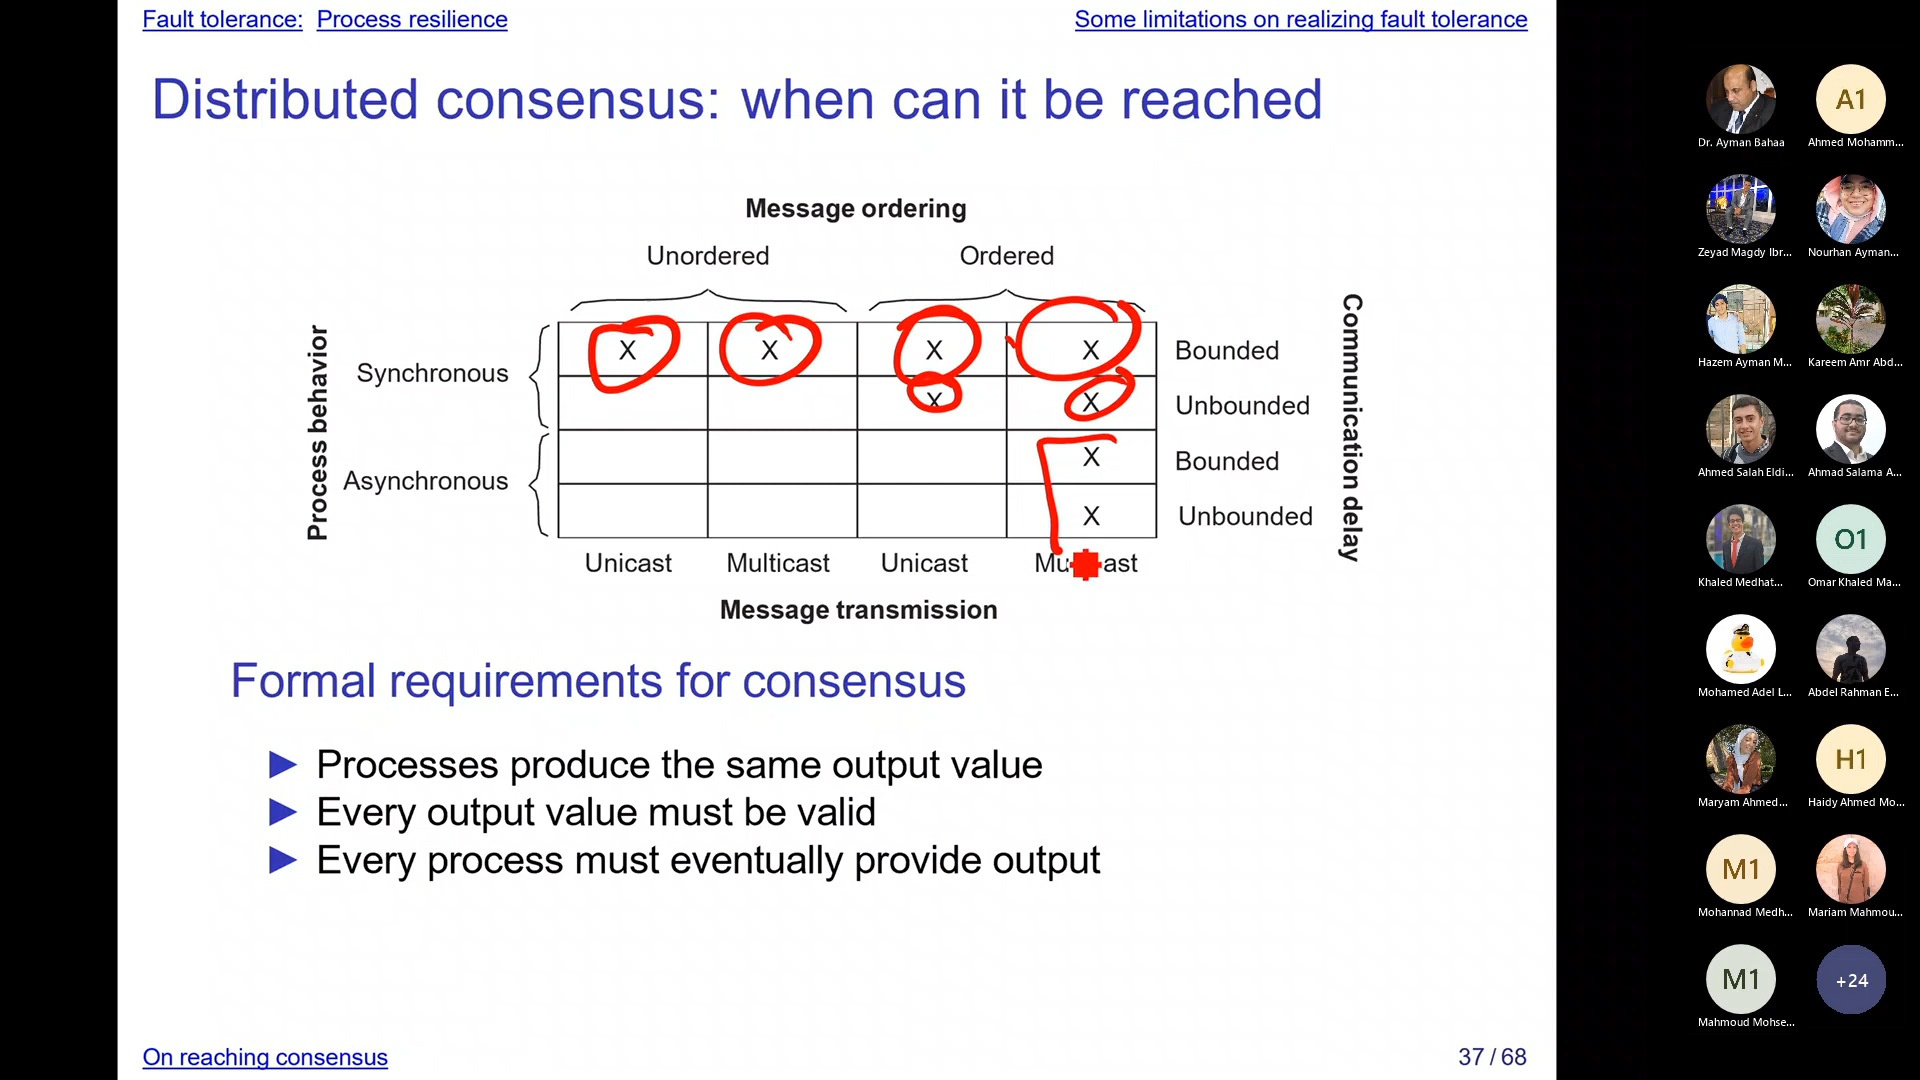 Fault tolerance: Process resilience
Some limitations on realizing fault tolerance
Distributed consensus: when can it be reached
Message ordering
Unordered
Ordered
Process behavior
Synchronous
Asynchronous
X X X X Bounded
X X Unbounded
X Bounded
X Unbounded
Communication delay
Unicast Multicast Unicast
Message transmission
Formal requirements for consensus
Processes produce the same output value
Every output value must be valid
Every process must eventually provide output
On reaching consensus
37 / 68
Dr. Ayman Bahaa
A1
Ahmed Mohamm...
Zeyad Magdy Ibr...
Nourhan Ayman...
Hazem Ayman M...
Kareem Amr Abd...
Ahmed Salah Eldi...
Ahmad Salama A...
Khaled Medhat...
O1
Omar Khaled Ma...
Mohamed Adel L...
Abdel Rahman E...
Maryam Ahmed...
H1
Haidy Ahmed Mo...
M1
Mohannad Medh...
Mariam Mahmou...
M1
Mahmoud Mohse...
+24